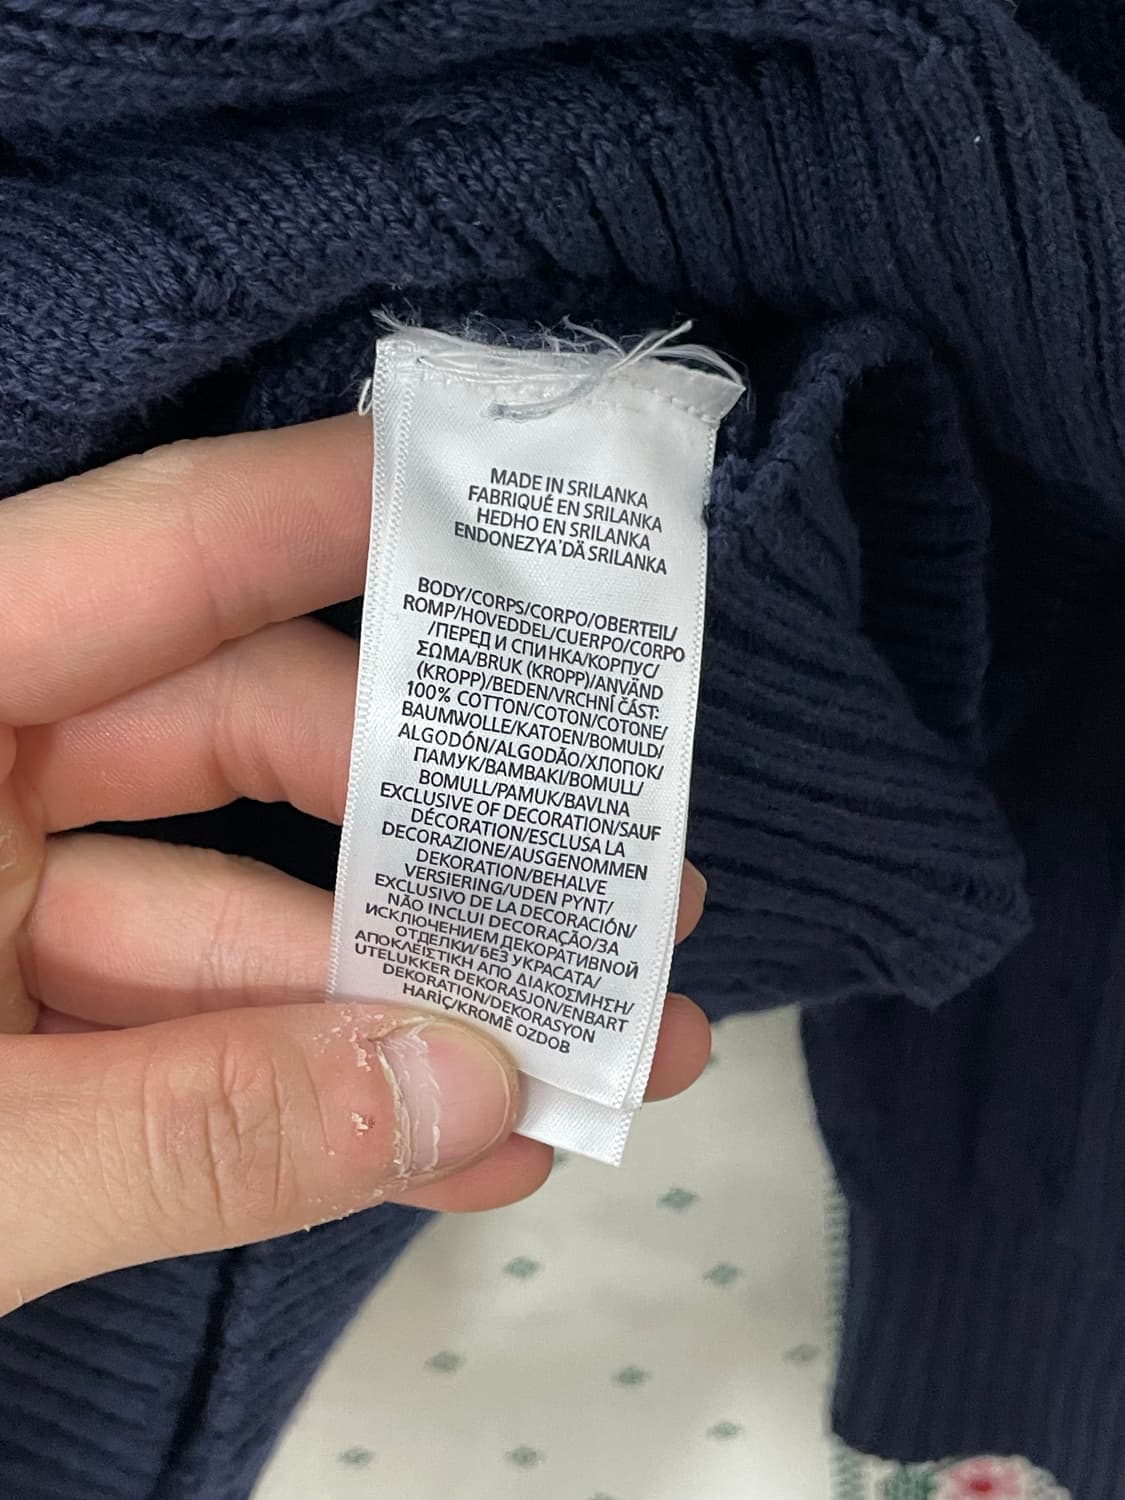 MADE IN SRILANKA
FABRIQUÉ EN SRILANKA
HEDHO EN SRILANKA
ENDONEZYA'DÄ SRILANKA
BODY/CORPS/CORPO/OBERTEIL/
ROMP/HOVEDDEL/CUERPO/CORPO
/ПЕРЕД И СПИНКА/КОРПУС/
ΣΩΜΑ/BRUK (KROPP)/ANVÄND
(KROPP)/BEDEN/VRCHNÍ ČÁST:
100% COTTON/COTON/COTONE/
BAUMWOLLE/KATOEN/BOMULD/
ALGODÓN/ALGODÃO/ХЛОПОК/
ПАМУК/BAMBAKI/BOMULL/
BOMULL/PAMUK/BAVLNA
EXCLUSIVE OF DECORATION/SAUF
DÉCORATION/ESCLUSA LA
DECORAZIONE/AUSGENOMMEN
DEKORATION/BEHALVE
VERSIERING/UDEN PYNT/
EXCLUSIVO DE LA DECORACIÓN/
NÃO INCLUI DECORAÇÃO/ЗА
ИСКЛЮЧЕНИЕМ ДЕКОРАТИВНОЙ
ОТДЕЛКИ/БЕЗ УКРАСАТА/
ΑΠΟΚΛΕΙΣΤΙΚΗ ΑΠΟ ΔΙΑΚΟΣΜΗΣΗ/
UTELUKKER DEKORASJON/ENBART
DEKORATION/DEKORASYON
HARİÇ/KROMĚ OZDOB